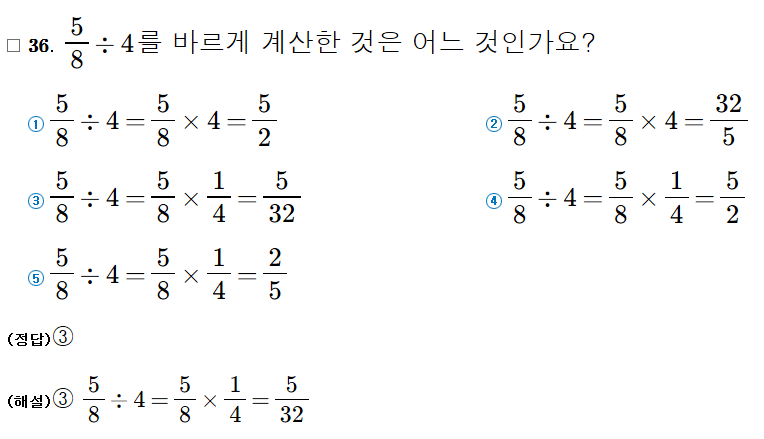 □ 36. 5/8 ÷ 4를 바르게 계산한 것은 어느 것인가요?
① 5/8 ÷ 4 = 5/8 × 4 = 5/2 ② 5/8 ÷ 4 = 5/8 × 4 = 32/5
③ 5/8 ÷ 4 = 5/8 × 1/4 = 5/32 ④ 5/8 ÷ 4 = 5/8 × 1/4 = 5/2
⑤ 5/8 ÷ 4 = 5/8 × 1/4 = 2/5
(정답)③
(해설)③ 5/8 ÷ 4 = 5/8 × 1/4 = 5/32